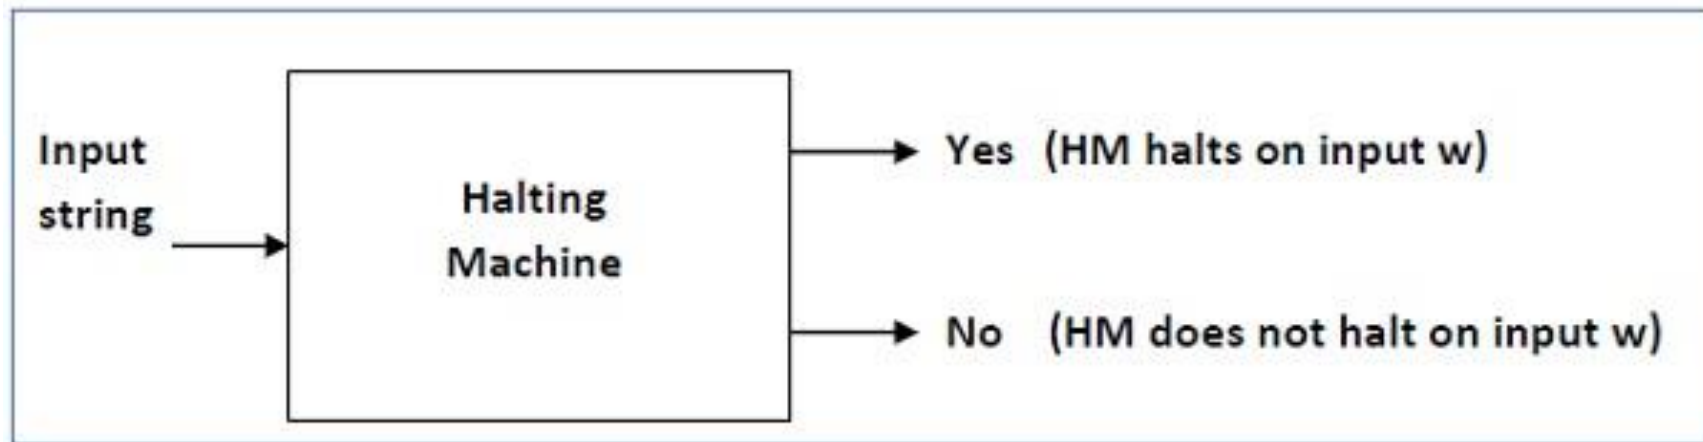 Input
string
Halting
Machine
Yes (HM halts on input w)
No (HM does not halt on input w)